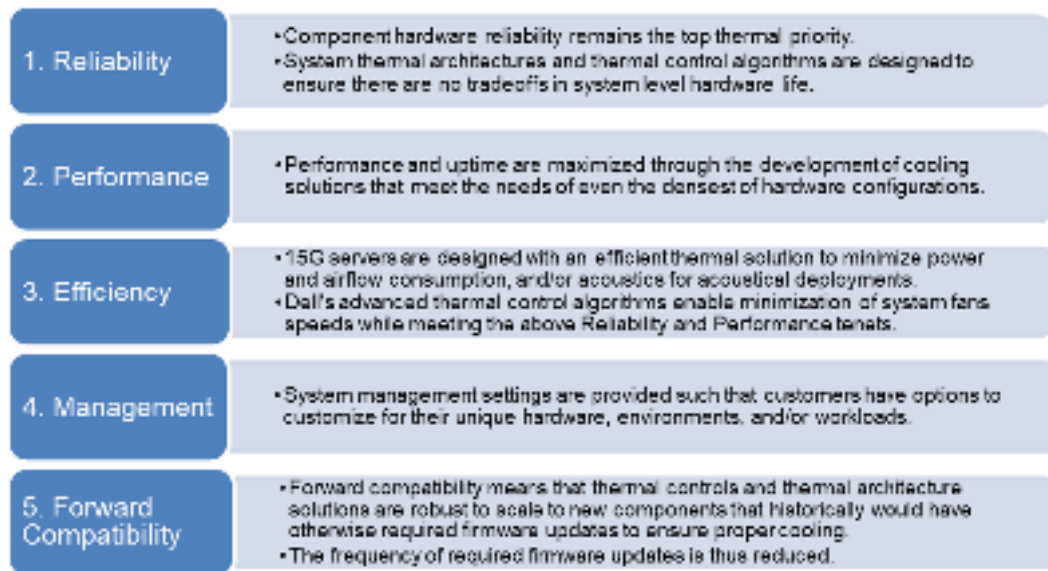 1. Reliability
•Component hardware reliability remains the top thermal priority.
•System thermal architectures and thermal control algorithms are designed to
ensure there are no tradeoffs in system level hardware life.
2. Performance
•Performance and uptime are maximized through the development of cooling
solutions that meet the needs of even the densest of hardware configurations.
3. Efficiency
•15G servers are designed with an efficient thermal solution to minimize power
and airflow consumption, and/or acoustics for acoustical deployments.
•Dell's advanced thermal control algorithms enable minimization of system fans
speeds while meeting the above Reliability and Performance tenets.
4. Management
•System management settings are provided such that customers have options to
customize for their unique hardware, environments, and/or workloads.
5. Forward
Compatibility
•Forward compatibility means that thermal controls and thermal architecture
solutions are robust to scale to new components that historically would have
otherwise required firmware updates to ensure proper cooling.
•The frequency of required firmware updates is thus reduced.